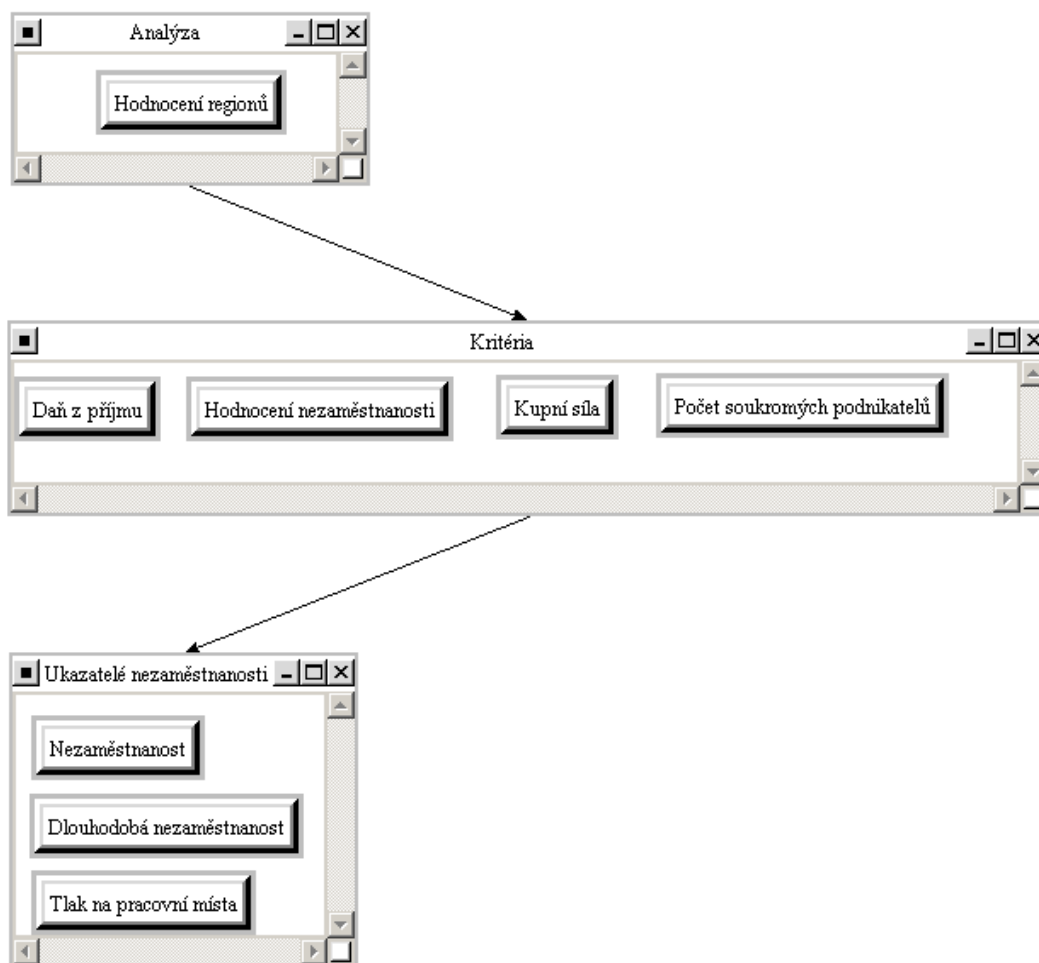 Analýza
Hodnocení regionů
Kritéria
Daň z příjmu
Hodnocení nezaměstnanosti
Kupní síla
Počet soukromých podnikatelů
Ukazatelé nezaměstnanosti
Nezaměstnanost
Dlouhodobá nezaměstnanost
Tlak na pracovní místa